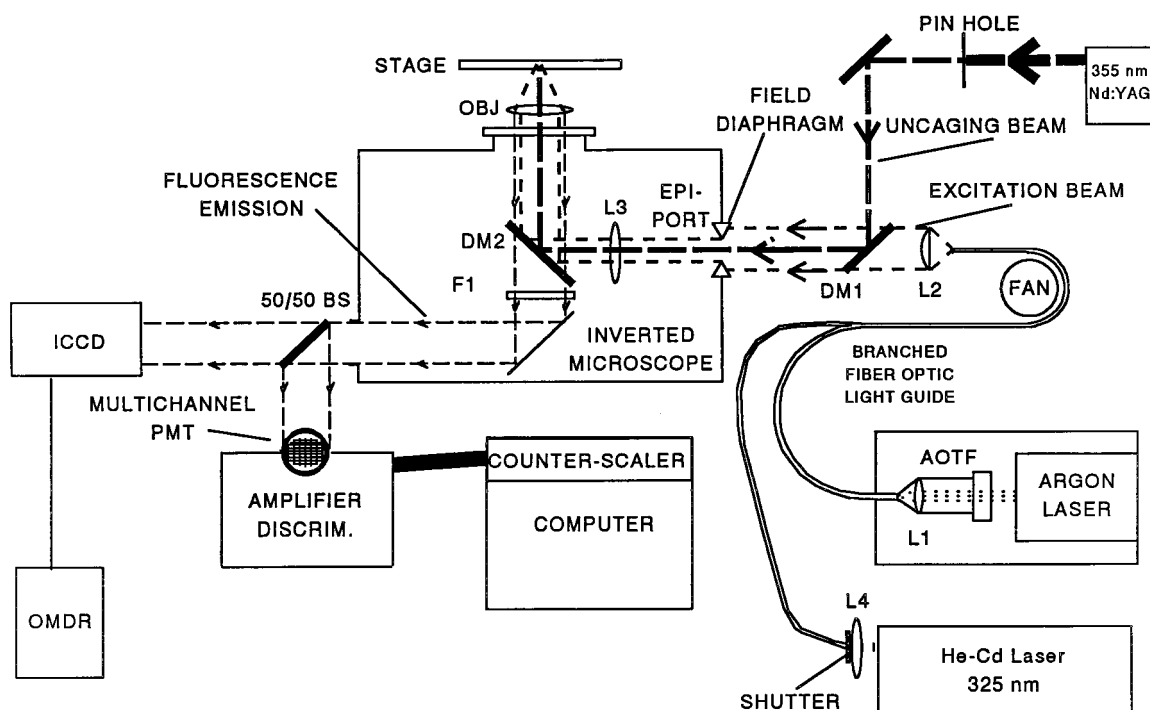 PIN HOLE
STAGE
355 nm
Nd:YAG
OBJ
FIELD
DIAPHRAGM
UNCAGING BEAM
FLUORESCENCE
EMISSION
EPI-
PORT
EXCITATION BEAM
L3
DM2
F1
50/50 BS
DM1
L2
FAN
ICCD
INVERTED
MICROSCOPE
BRANCHED
FIBER OPTIC
LIGHT GUIDE
MULTICHANNEL
PMT
COUNTER-SCALER
AOTF
ARGON
LASER
AMPLIFIER
DISCRIM.
COMPUTER
L1
OMDR
L4
He-Cd Laser
325 nm
SHUTTER